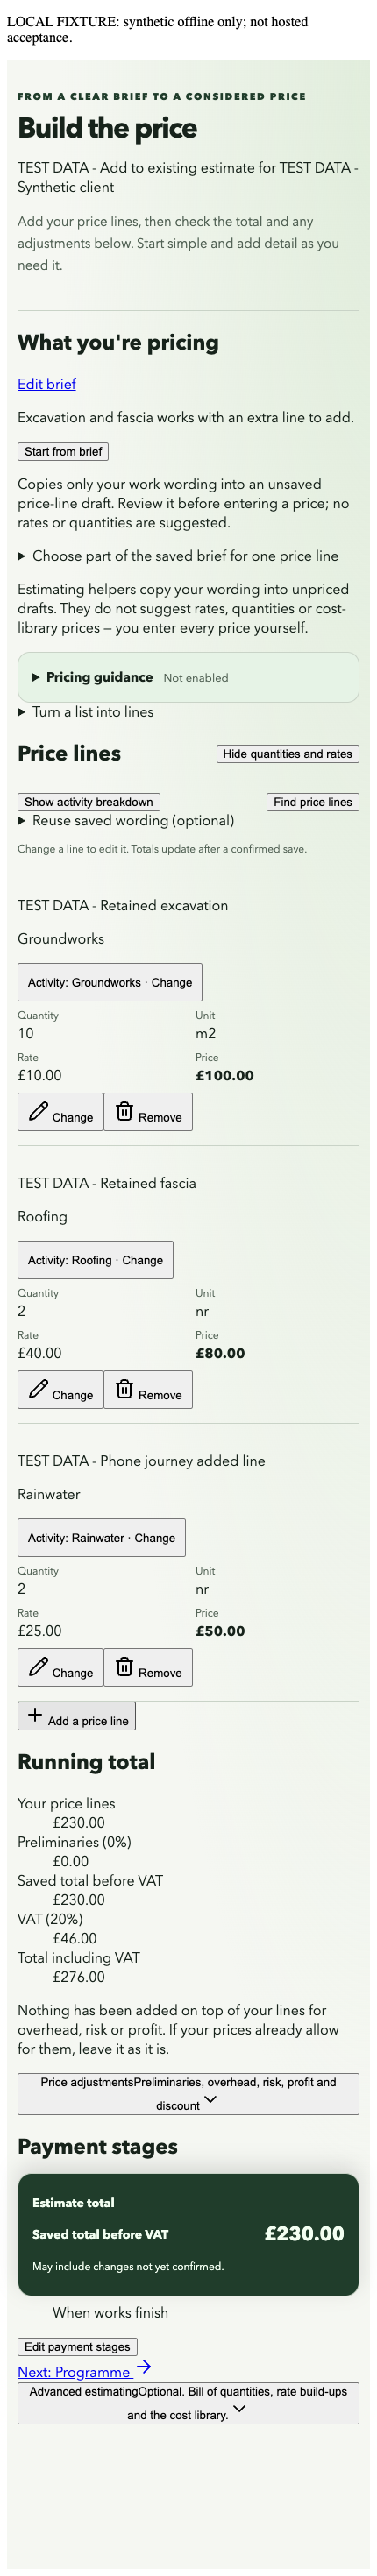 LOCAL FIXTURE: synthetic offline only; not hosted
acceptance.
FROM A CLEAR BRIEF TO A CONSIDERED PRICE
Build the price
TEST DATA - Add to existing estimate for TEST DATA -
Synthetic client
Add your price lines, then check the total and any
adjustments below. Start simple and add detail as you
need it.
What you're pricing
Edit brief
Excavation and fascia works with an extra line to add.
Start from brief
Copies only your work wording into an unsaved
price-line draft. Review it before entering a price; no
rates or quantities are suggested.
Choose part of the saved brief for one price line
Estimating helpers copy your wording into unpriced
drafts. They do not suggest rates, quantities or cost-
library prices – you enter every price yourself.
Pricing guidance Not enabled
Turn a list into lines
Price lines Hide quantities and rates
Show activity breakdown Find price lines
Reuse saved wording (optional)
Change a line to edit it. Totals update after a confirmed save.
TEST DATA - Retained excavation
Groundworks
Activity: Groundworks · Change
Quantity Unit
10 m2
Rate Price
£10.00 £100.00
Change Remove
TEST DATA - Retained fascia
Roofing
Activity: Roofing · Change
Quantity Unit
2 nr
Rate Price
£40.00 £80.00
Change Remove
TEST DATA - Phone journey added line
Rainwater
Activity: Rainwater · Change
Quantity Unit
2 nr
Rate Price
£25.00 £50.00
Change Remove
Add a price line
Running total
Your price lines
£230.00
Preliminaries (0%)
£0.00
Saved total before VAT
£230.00
VAT (20%)
£46.00
Total including VAT
£276.00
Nothing has been added on top of your lines for
overhead, risk or profit. If your prices already allow
for them, leave it as it is.
Price adjustmentsPreliminaries, overhead, risk, profit and
discount
Payment stages
Estimate total
Saved total before VAT £230.00
May include changes not yet confirmed.
When works finish
Edit payment stages
Next: Programme
Advanced estimatingOptional. Bill of quantities, rate build-ups
and the cost library.